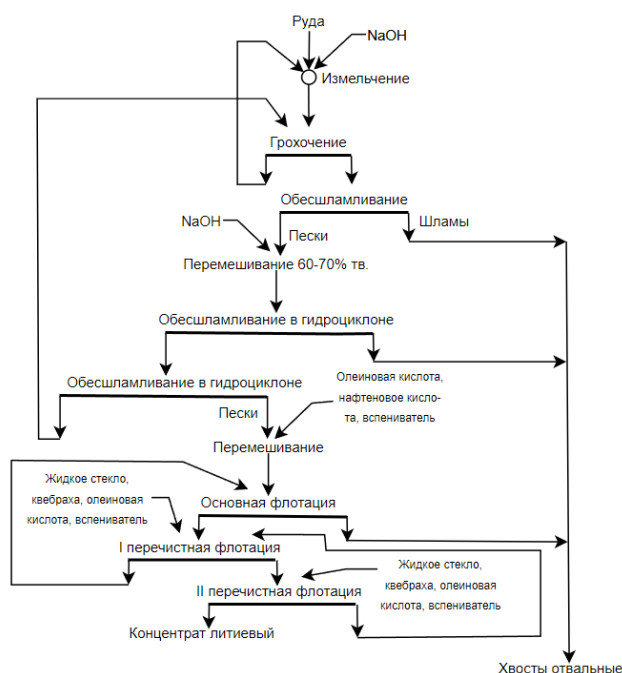 Руда
NaOH
Измельчение
Грохочение
Обесшламливание
NaOH
Пески
Шламы
Перемешивание 60-70% тв.
Обесшламливание в гидроциклоне
Обесшламливание в гидроциклоне
Олеиновая кислота,
нафтеновое кисло-
та, вспениватель
Пески
Перемешивание
Жидкое стекло,
квебраха, олеиновая
кислота, вспениватель
Основная флотация
I перечистная флотация
Жидкое стекло,
квебраха, олеиновая
кислота, вспениватель
II перечистная флотация
Концентрат литиевый
Хвосты отвальные